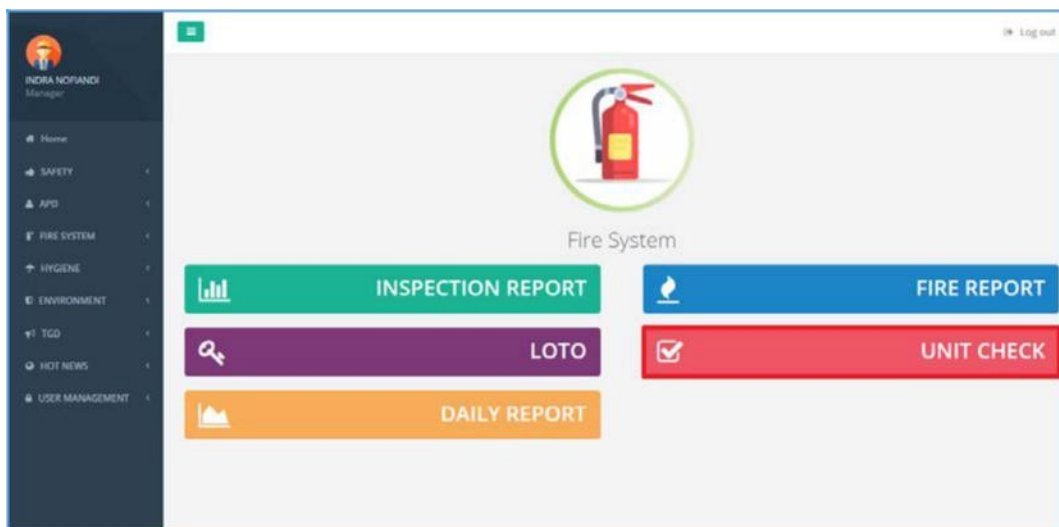 INDRA NOFIANDI
Manager
Home
SAFETY
APD
FIRE SYSTEM
HYGIENE
ENVIRONMENT
TGD
HOT NEWS
USER MANAGEMENT
Log out
Fire System
INSPECTION REPORT
FIRE REPORT
LOTO
UNIT CHECK
DAILY REPORT